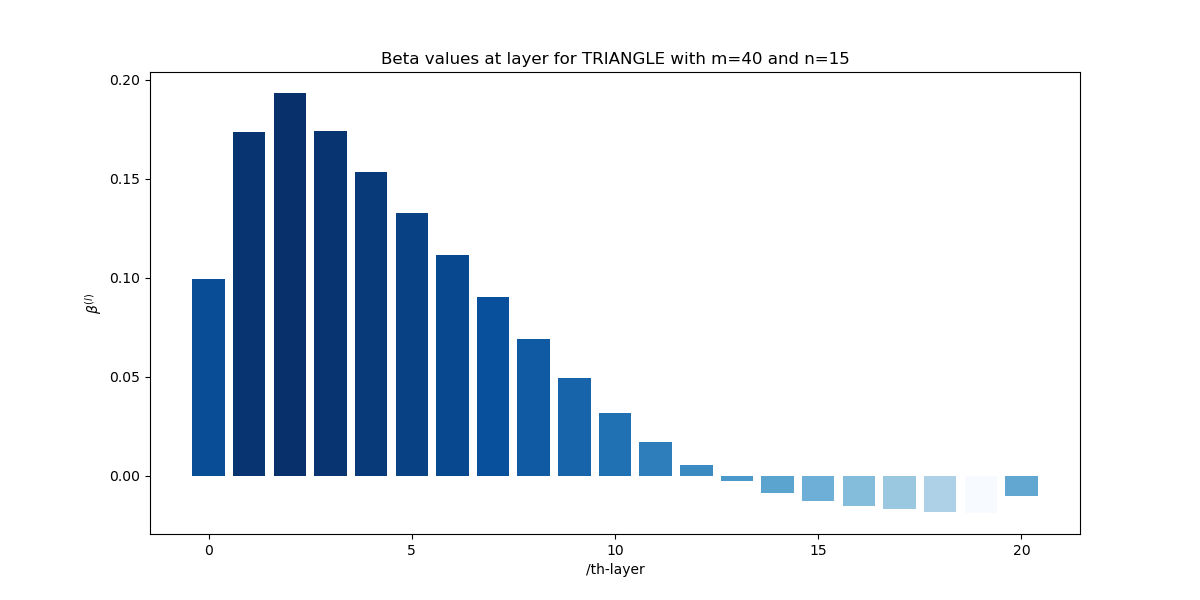 Beta values at layer for TRIANGLE with m=40 and n=15
0.20
0.15
0.10
0.05
0.00
β^(l)
0 5 10 15 20
/th-layer